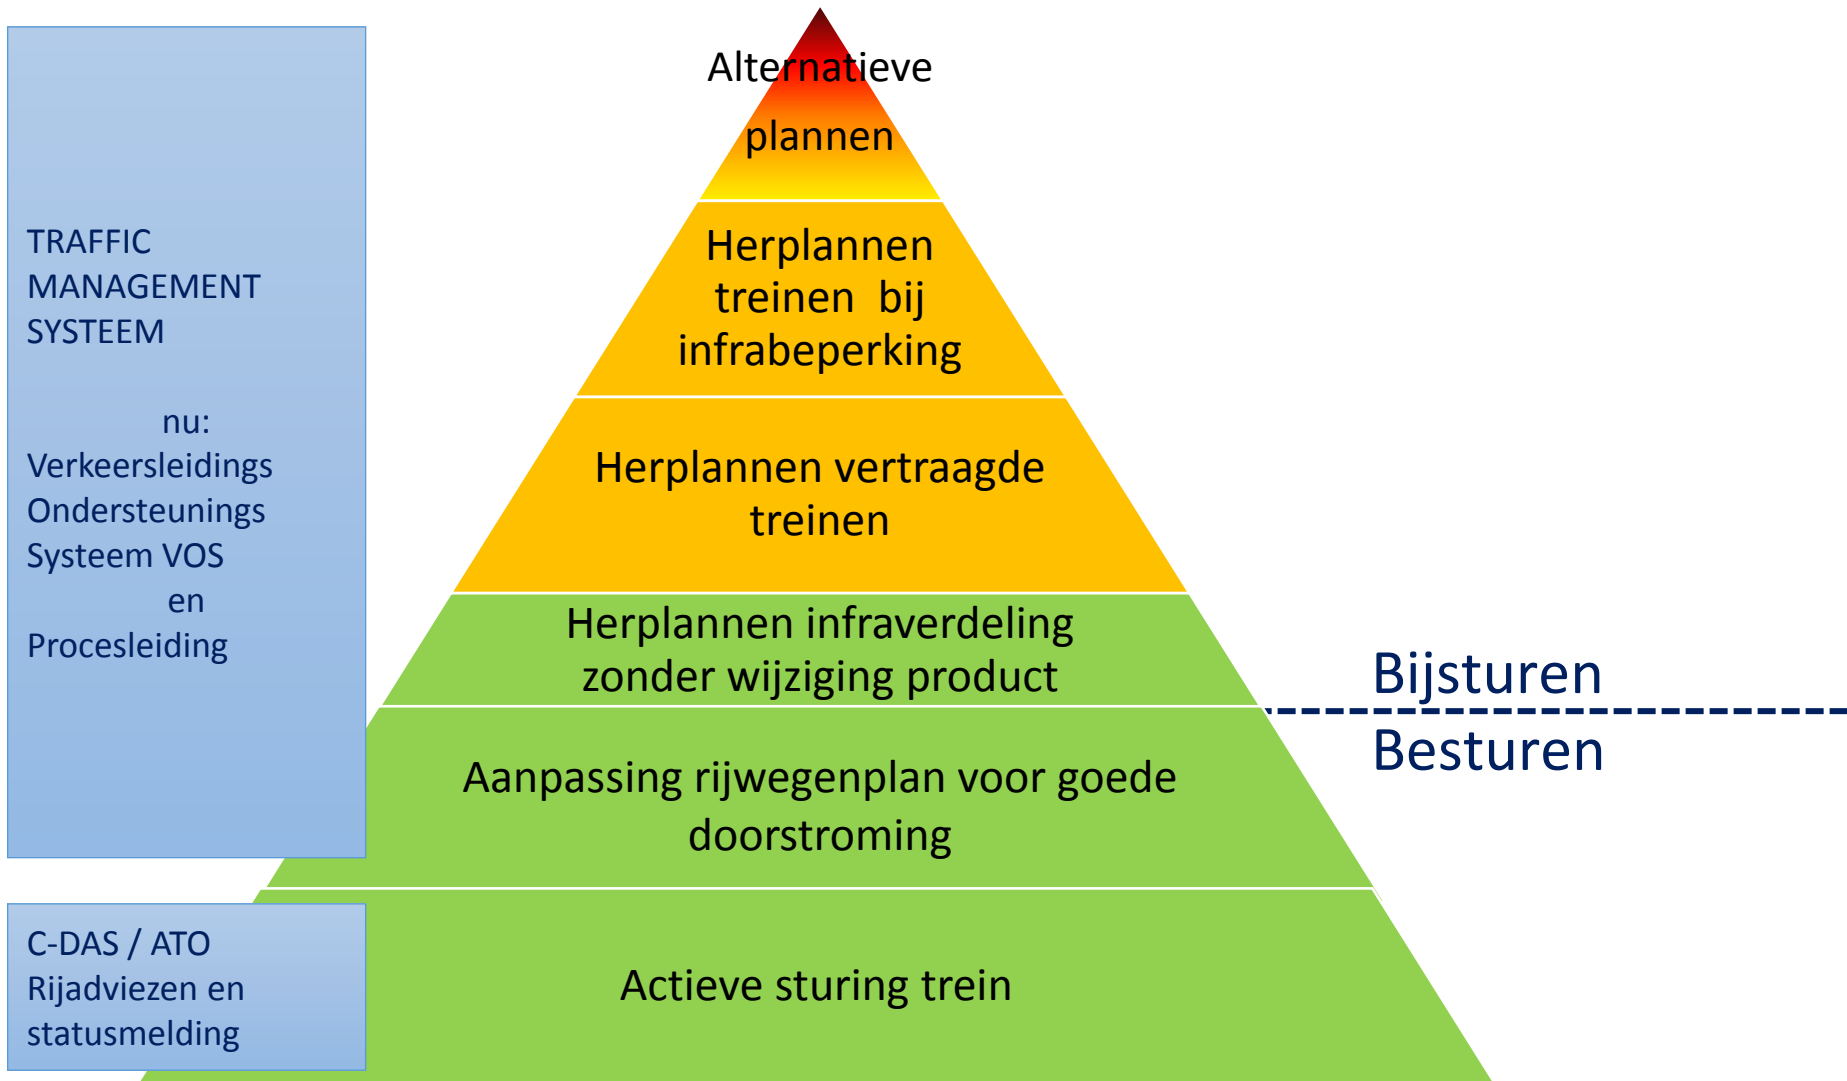 TRAFFIC
MANAGEMENT
SYSTEEM
nu:
Verkeersleidings
Ondersteunings
Systeem VOS
en
Procesleiding
C-DAS / ATO
Rijadviezen en
statusmelding
Alternatieve
plannen
Herplannen
treinen bij
infrabeperking
Herplannen vertraagde
treinen
Herplannen infraverdeling
zonder wijziging product
Aanpassing rijwegenplan voor goede
doorstroming
Actieve sturing trein
Bijsturen
Besturen